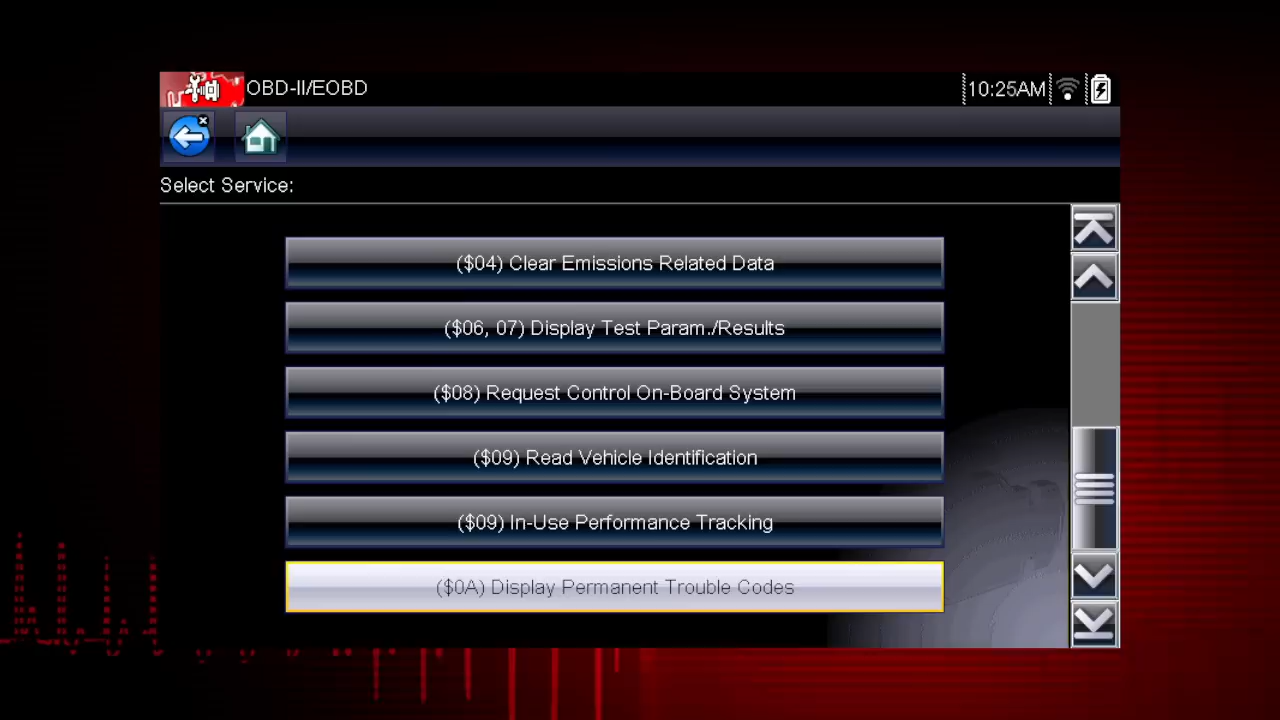 OBD-II/EOBD
10:25AM
Select Service:
($04) Clear Emissions Related Data
($06, 07) Display Test Param./Results
($08) Request Control On-Board System
($09) Read Vehicle Identification
($09) In-Use Performance Tracking
($0A) Display Permanent Trouble Codes